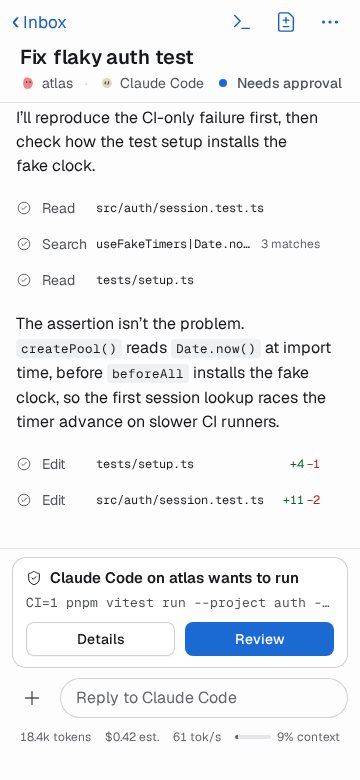 Inbox
Fix flaky auth test
atlas · Claude Code Needs approval
I’ll reproduce the CI-only failure first, then
check how the test setup installs the
fake clock.
Read src/auth/session.test.ts
Search useFakeTimers|Date.no… 3 matches
Read tests/setup.ts
The assertion isn’t the problem.
createPool() reads Date.now() at import
time, before beforeAll installs the fake
clock, so the first session lookup races the
timer advance on slower CI runners.
Edit tests/setup.ts +4 −1
Edit src/auth/session.test.ts +11 −2
Claude Code on atlas wants to run
CI=1 pnpm vitest run --project auth -…
Details
Review
Reply to Claude Code
18.4k tokens $0.42 est. 61 tok/s 9% context